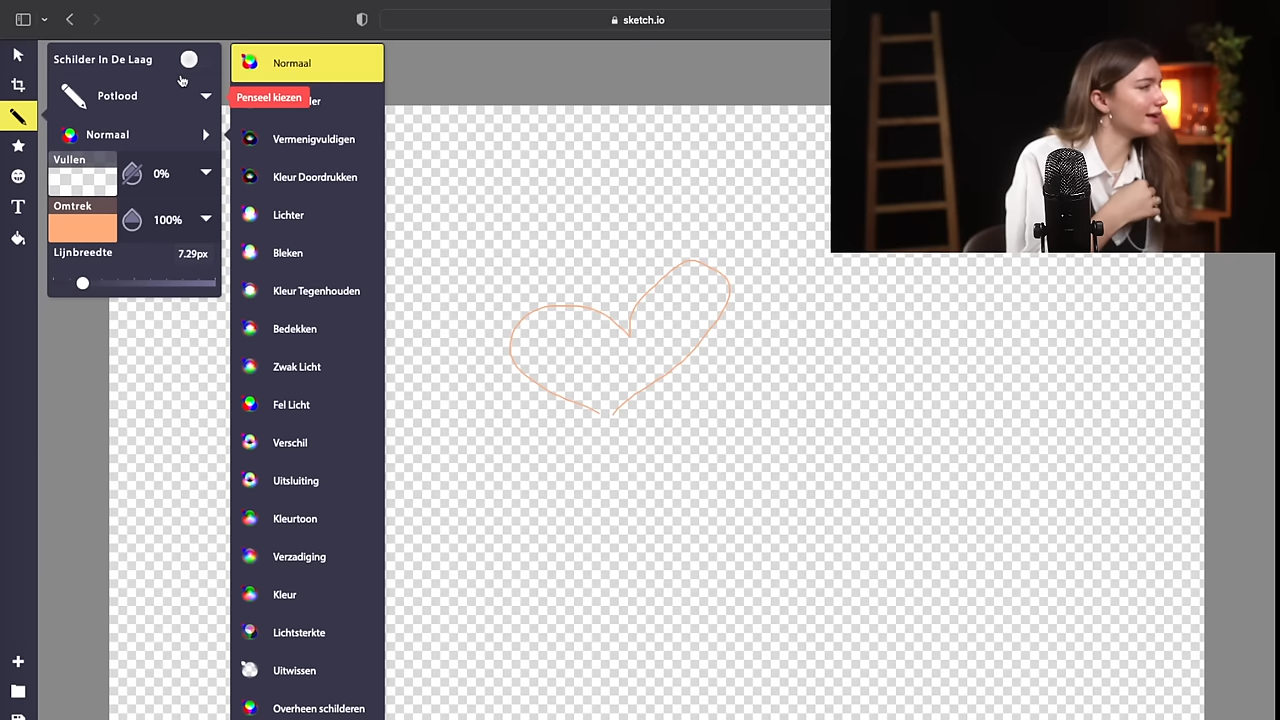 sketch.io
Schilder In De Laag
Potlood
Normaal
Vullen
0%
Omtrek
100%
Lijnbreedte
7.29px
T
Normaal
Penseel kiezen
Vermenigvuldigen
Kleur Doordrukken
Lichter
Bleken
Kleur Tegenhouden
Bedekken
Zwak Licht
Fel Licht
Verschil
Uitsluiting
Kleurtoon
Verzadiging
Kleur
Lichtsterkte
Uitwissen
Overheen schilderen